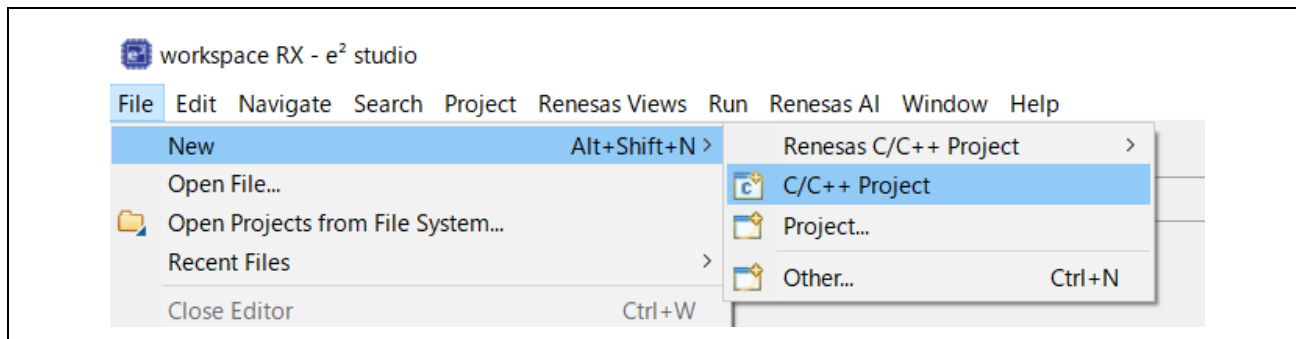 workspace RX - e² studio
File Edit Navigate Search Project Renesas Views Run Renesas AI Window Help
New Alt+Shift+N >
Open File...
Open Projects from File System...
Recent Files >
Close Editor Ctrl+W
Renesas C/C++ Project >
C/C++ Project
Project...
Other... Ctrl+N